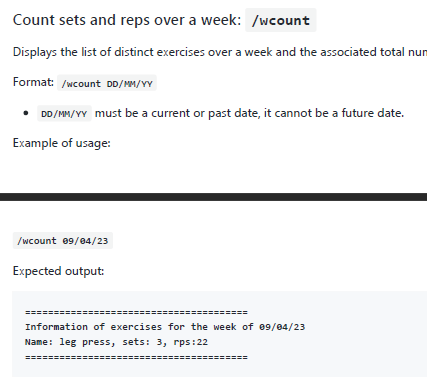 Count sets and reps over a week: /wcount
Displays the list of distinct exercises over a week and the associated total
Format: /wcount DD/MM/YY
• DD/MM/YY must be a current or past date, it cannot be a future date.
Example of usage:
/wcount 09/04/23
Expected output:
=======================================
Information of exercises for the week of 09/04/23
Name: leg press, sets: 3, rps:22
=======================================